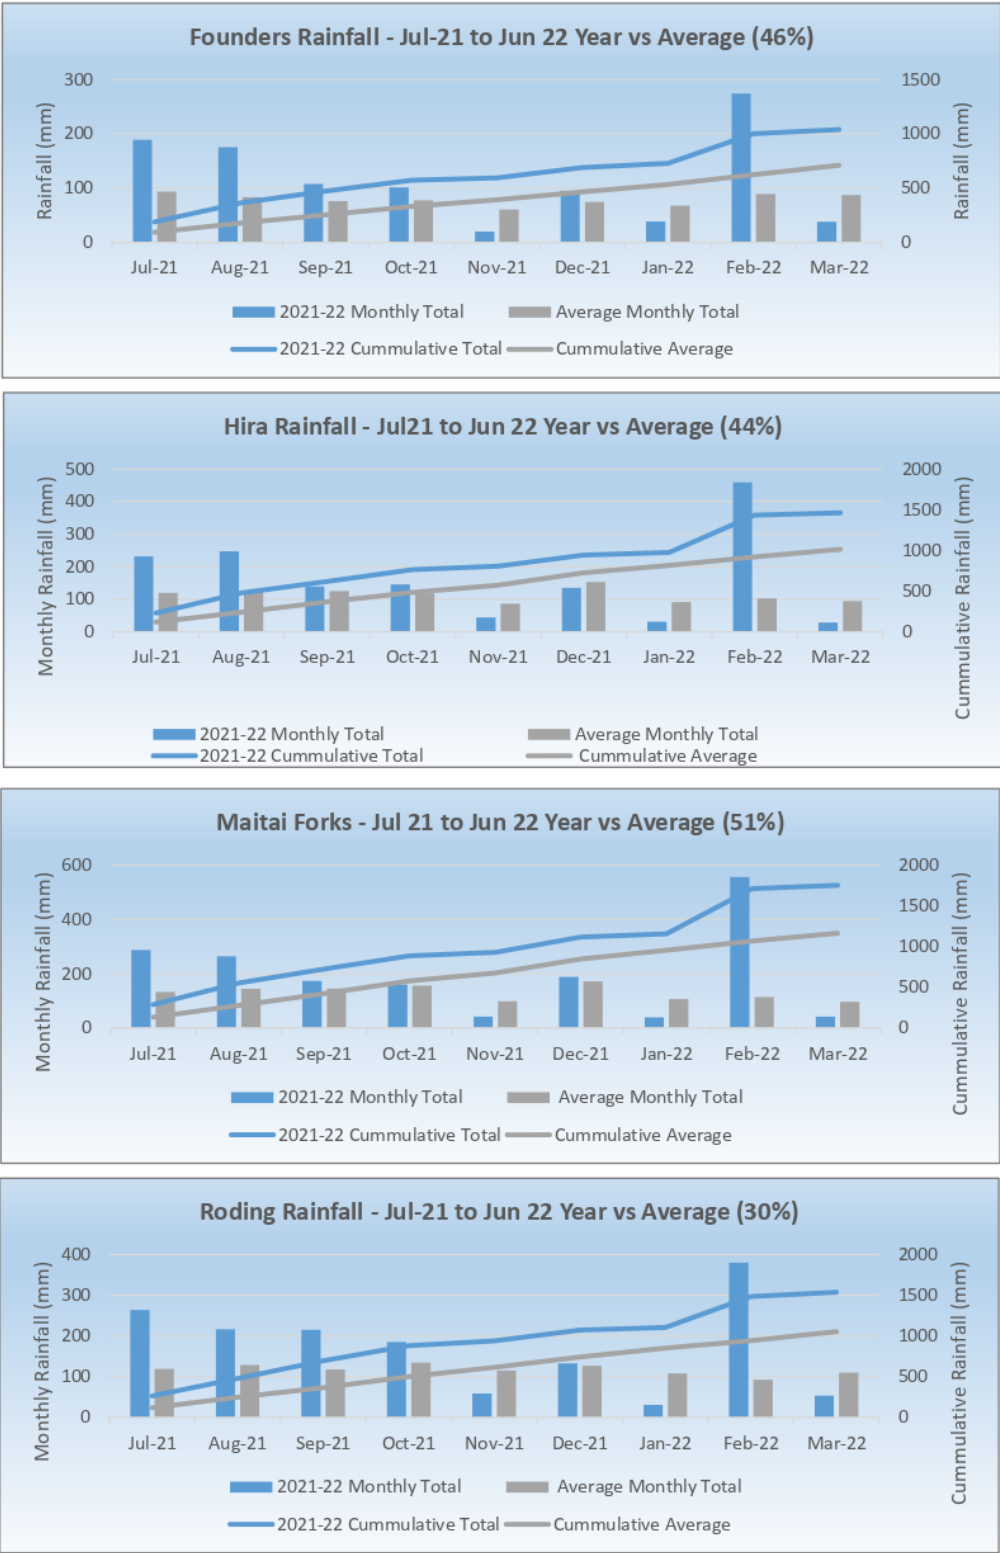 Founders Rainfall - Jul-21 to Jun 22 Year vs Average (46%)
Rainfall (mm)
300
200
100
0
1500
1000
500
0
Rainfall (mm)
Jul-21 Aug-21 Sep-21 Oct-21 Nov-21 Dec-21 Jan-22 Feb-22 Mar-22
2021-22 Monthly Total Average Monthly Total
2021-22 Cummulative Total Cummulative Average
Hira Rainfall - Jul21 to Jun 22 Year vs Average (44%)
Monthly Rainfall (mm)
500
400
300
200
100
0
2000
1500
1000
500
0
Cummulative Rainfall (mm)
Jul-21 Aug-21 Sep-21 Oct-21 Nov-21 Dec-21 Jan-22 Feb-22 Mar-22
2021-22 Monthly Total Average Monthly Total
2021-22 Cummulative Total Cummulative Average
Maitai Forks - Jul 21 to Jun 22 Year vs Average (51%)
Monthly Rainfall (mm)
600
400
200
0
2000
1500
1000
500
0
Cummulative Rainfall (mm)
Jul-21 Aug-21 Sep-21 Oct-21 Nov-21 Dec-21 Jan-22 Feb-22 Mar-22
2021-22 Monthly Total Average Monthly Total
2021-22 Cummulative Total Cummulative Average
Roding Rainfall - Jul-21 to Jun 22 Year vs Average (30%)
Monthly Rainfall (mm)
400
300
200
100
0
2000
1500
1000
500
0
Cummulative Rainfall (mm)
Jul-21 Aug-21 Sep-21 Oct-21 Nov-21 Dec-21 Jan-22 Feb-22 Mar-22
2021-22 Monthly Total Average Monthly Total
2021-22 Cummulative Total Cummulative Average